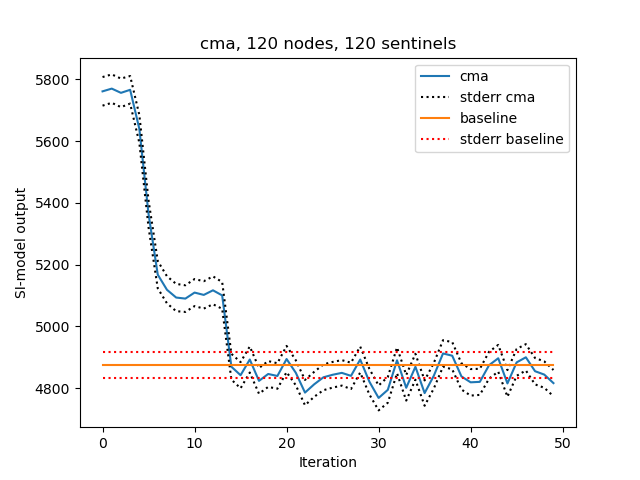 cma, 120 nodes, 120 sentinels
5800
5600
5400
5200
5000
4800
SI-model output
cma
stderr cma
baseline
stderr baseline
0
10
20
30
40
50
Iteration